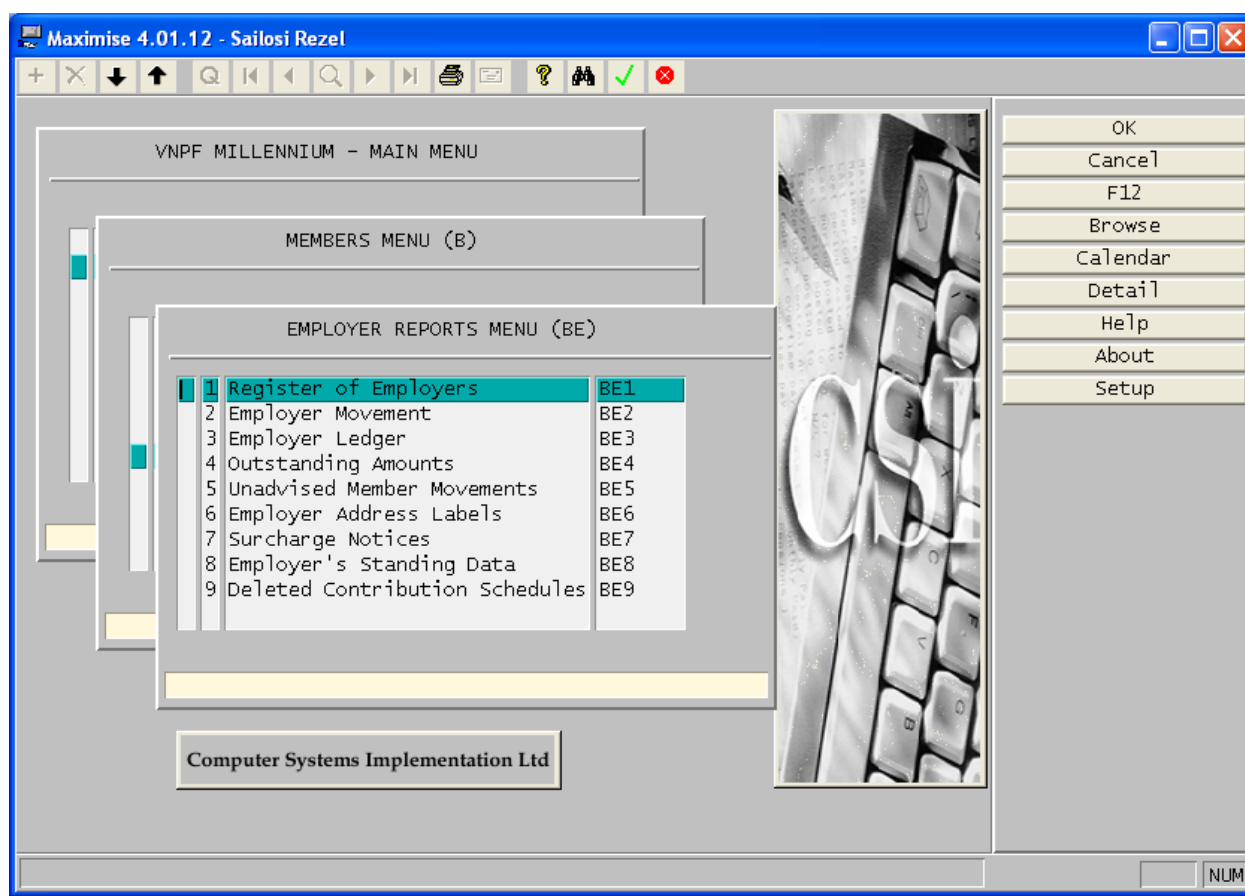 Maximise 4.01.12 - Sailosi Rezel
VNPF MILLENNIUM - MAIN MENU
MEMBERS MENU (B)
EMPLOYER REPORTS MENU (BE)
1 Register of Employers BE1
2 Employer Movement BE2
3 Employer Ledger BE3
4 Outstanding Amounts BE4
5 Unadvised Member Movements BE5
6 Employer Address Labels BE6
7 Surcharge Notices BE7
8 Employer's Standing Data BE8
9 Deleted Contribution Schedules BE9
Computer Systems Implementation Ltd
OK
Cancel
F12
Browse
Calendar
Detail
Help
About
Setup
NUM